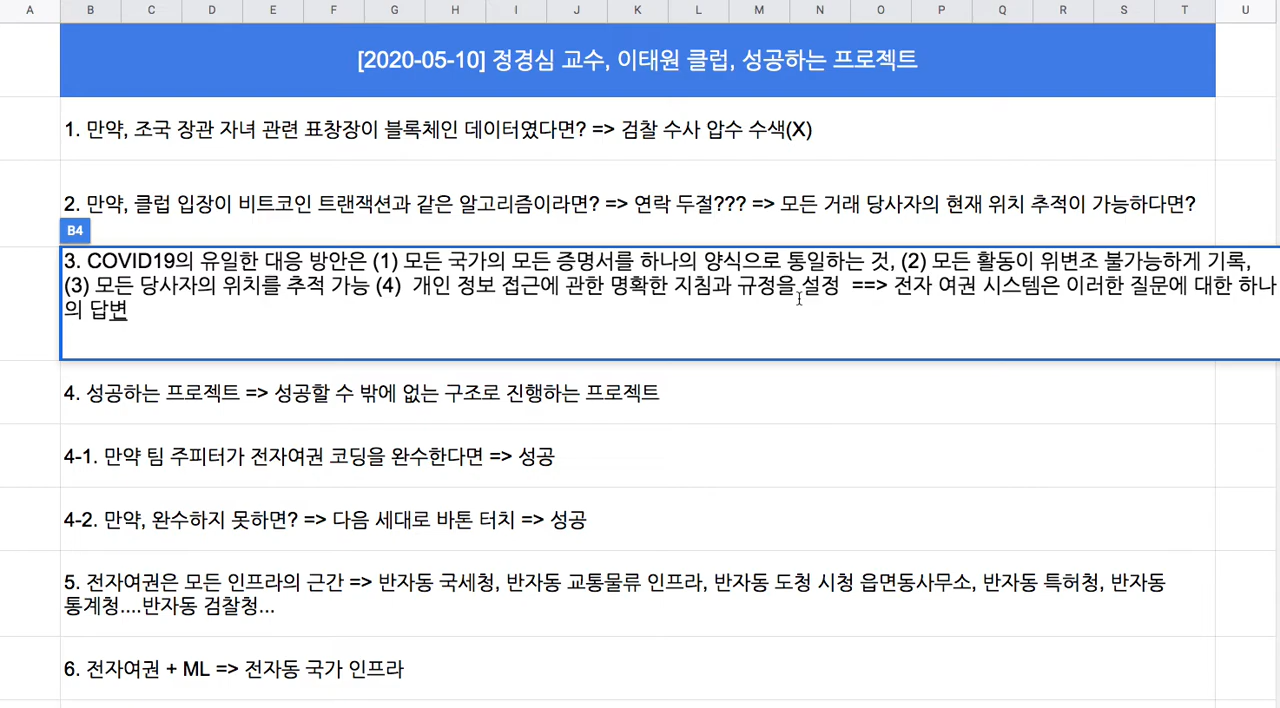 A B C D E F G H I J K L M N O P Q R S T U
[2020-05-10] 정경심 교수, 이태원 클럽, 성공하는 프로젝트
1. 만약, 조국 장관 자녀 관련 표창장이 블록체인 데이터였다면? => 검찰 수사 압수 수색(X)
2. 만약, 클럽 입장이 비트코인 트랜잭션과 같은 알고리즘이라면? => 연락 두절??? => 모든 거래 당사자의 현재 위치 추적이 가능하다면?
B4
3. COVID19의 유일한 대응 방안은 (1) 모든 국가의 모든 증명서를 하나의 양식으로 통일하는 것, (2) 모든 활동이 위변조 불가능하게 기록,
(3) 모든 당사자의 위치를 추적 가능 (4) 개인 정보 접근에 관한 명확한 지침과 규정을 설정 ==> 전자 여권 시스템은 이러한 질문에 대한 하나
의 답변
4. 성공하는 프로젝트 => 성공할 수 밖에 없는 구조로 진행하는 프로젝트
4-1. 만약 팀 주피터가 전자여권 코딩을 완수한다면 => 성공
4-2. 만약, 완수하지 못하면? => 다음 세대로 바톤 터치 => 성공
5. 전자여권은 모든 인프라의 근간 => 반자동 국세청, 반자동 교통물류 인프라, 반자동 도청 시청 읍면동사무소, 반자동 특허청, 반자동
통계청....반자동 검찰청...
6. 전자여권 + ML => 전자동 국가 인프라